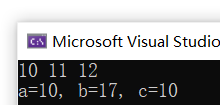 Microsoft Visual Studio
10 11 12
a=10, b=17, c=10